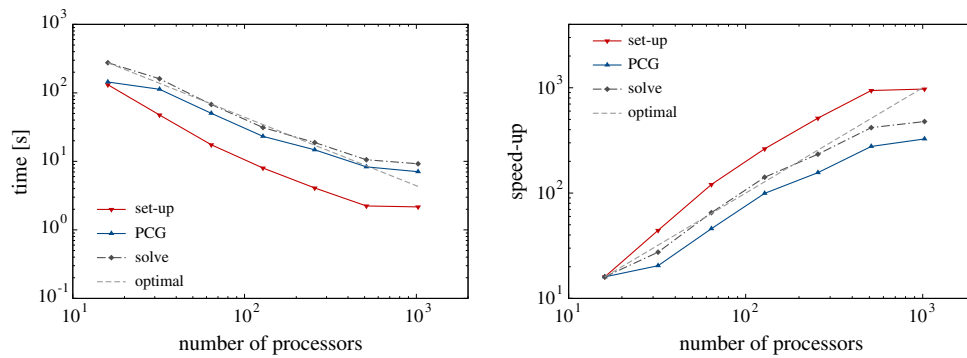 10^3
10^2
10^1
10^0
10^-1
time [s]
set-up
PCG
solve
optimal
10^1
10^2
10^3
number of processors
set-up
PCG
solve
optimal
10^3
10^2
10^1
speed-up
10^1
10^2
10^3
number of processors